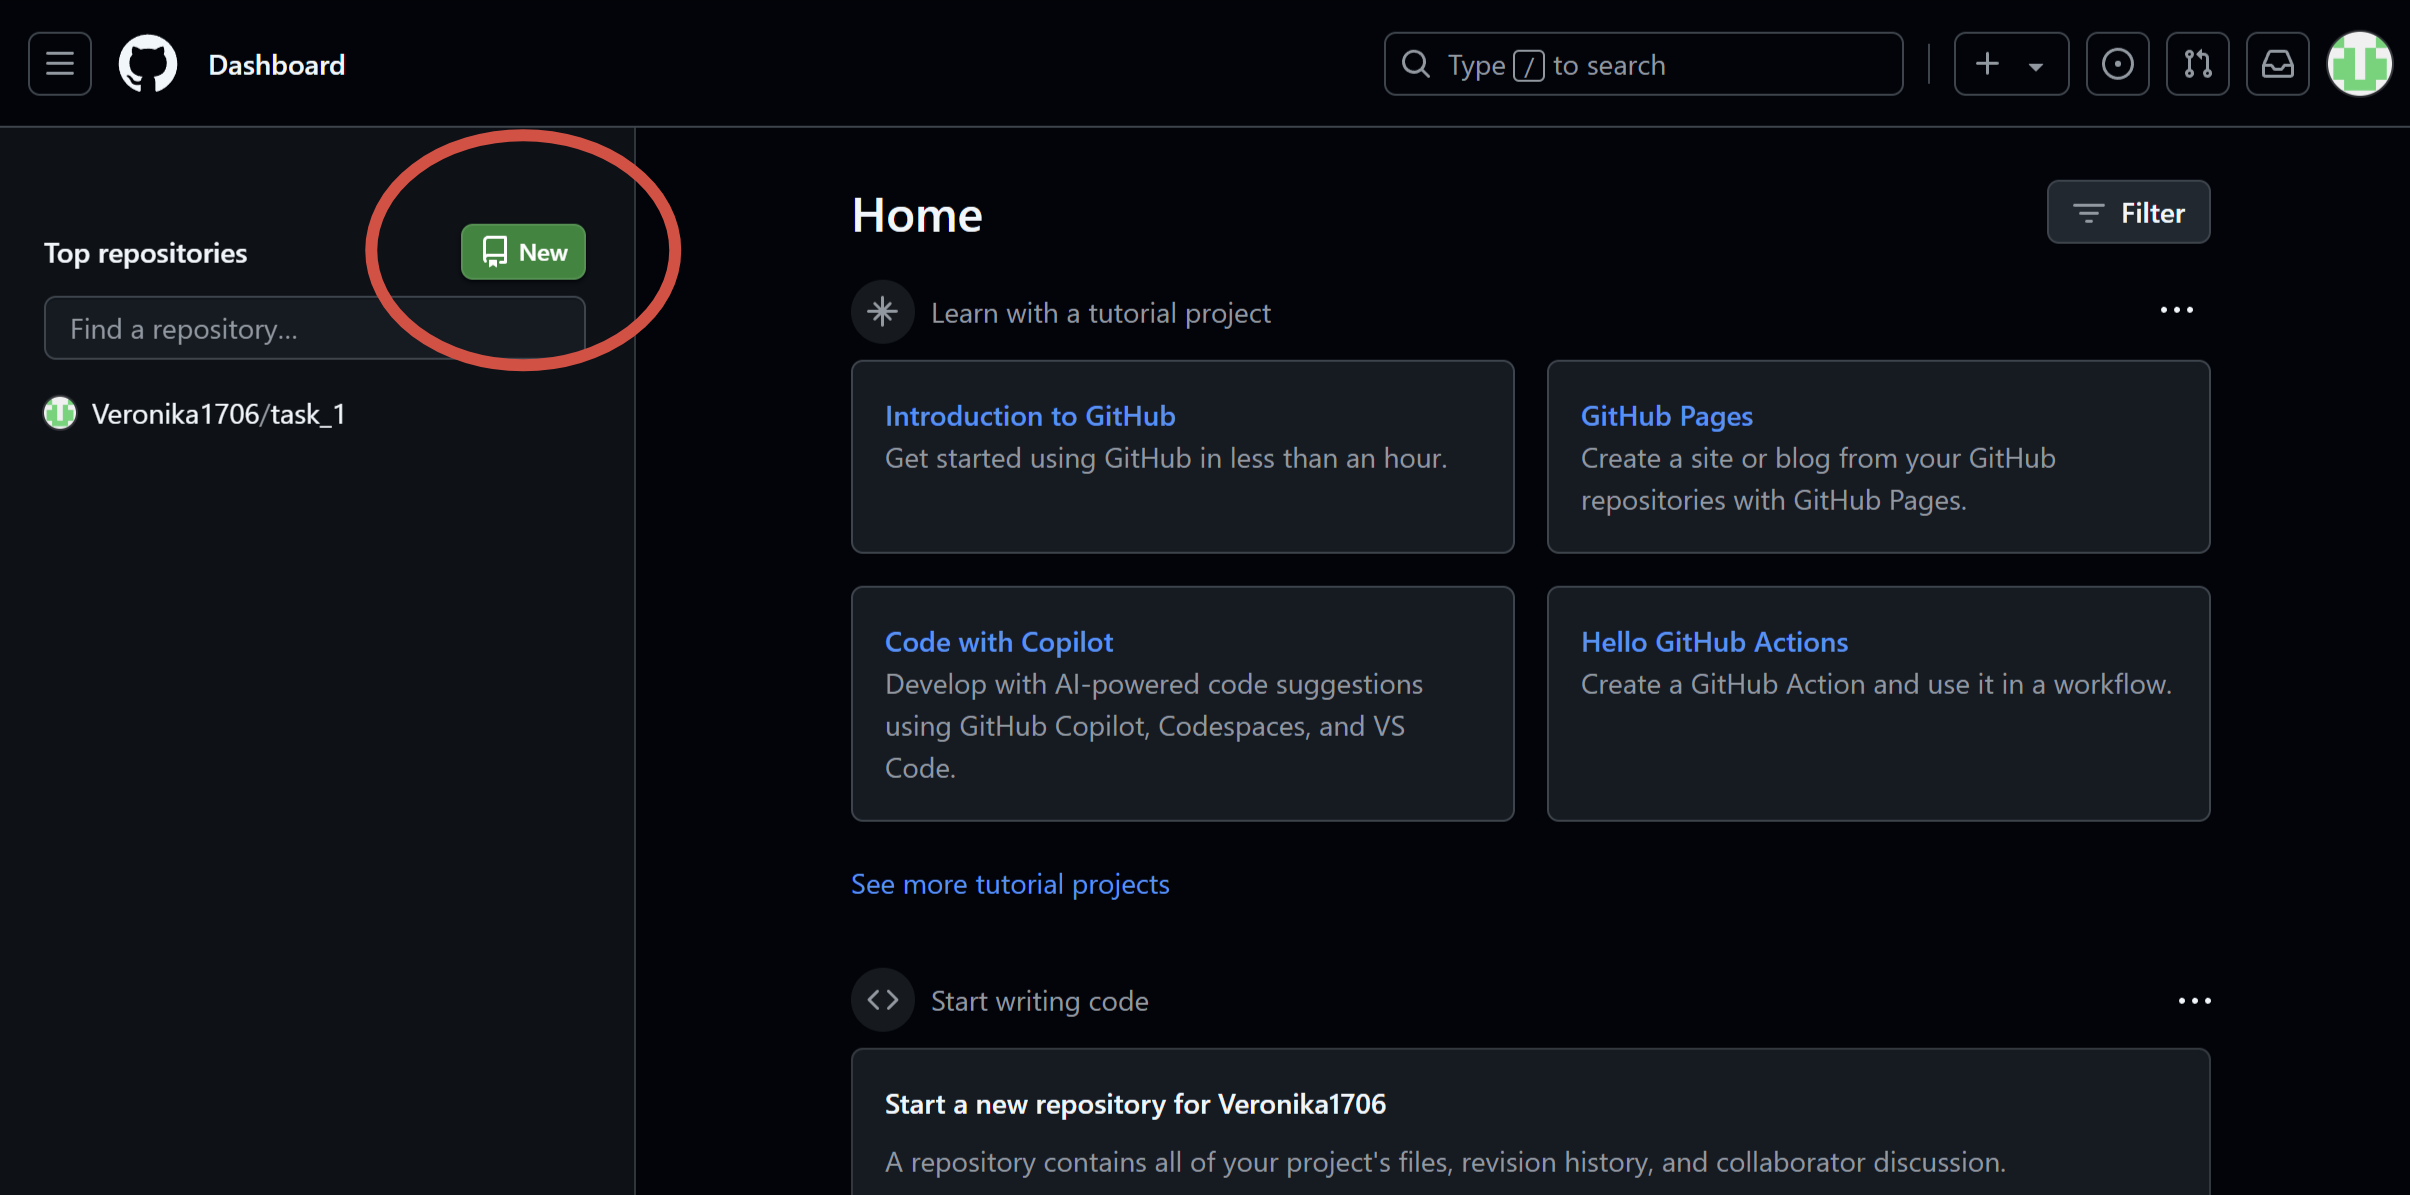 Dashboard
Type / to search
Top repositories
New
Find a repository...
Veronika1706/task_1
Home
Filter
Learn with a tutorial project
Introduction to GitHub
Get started using GitHub in less than an hour.
GitHub Pages
Create a site or blog from your GitHub
repositories with GitHub Pages.
Code with Copilot
Develop with AI-powered code suggestions
using GitHub Copilot, Codespaces, and VS
Code.
Hello GitHub Actions
Create a GitHub Action and use it in a workflow.
See more tutorial projects
Start writing code
Start a new repository for Veronika1706
A repository contains all of your project's files, revision history, and collaborator discussion.